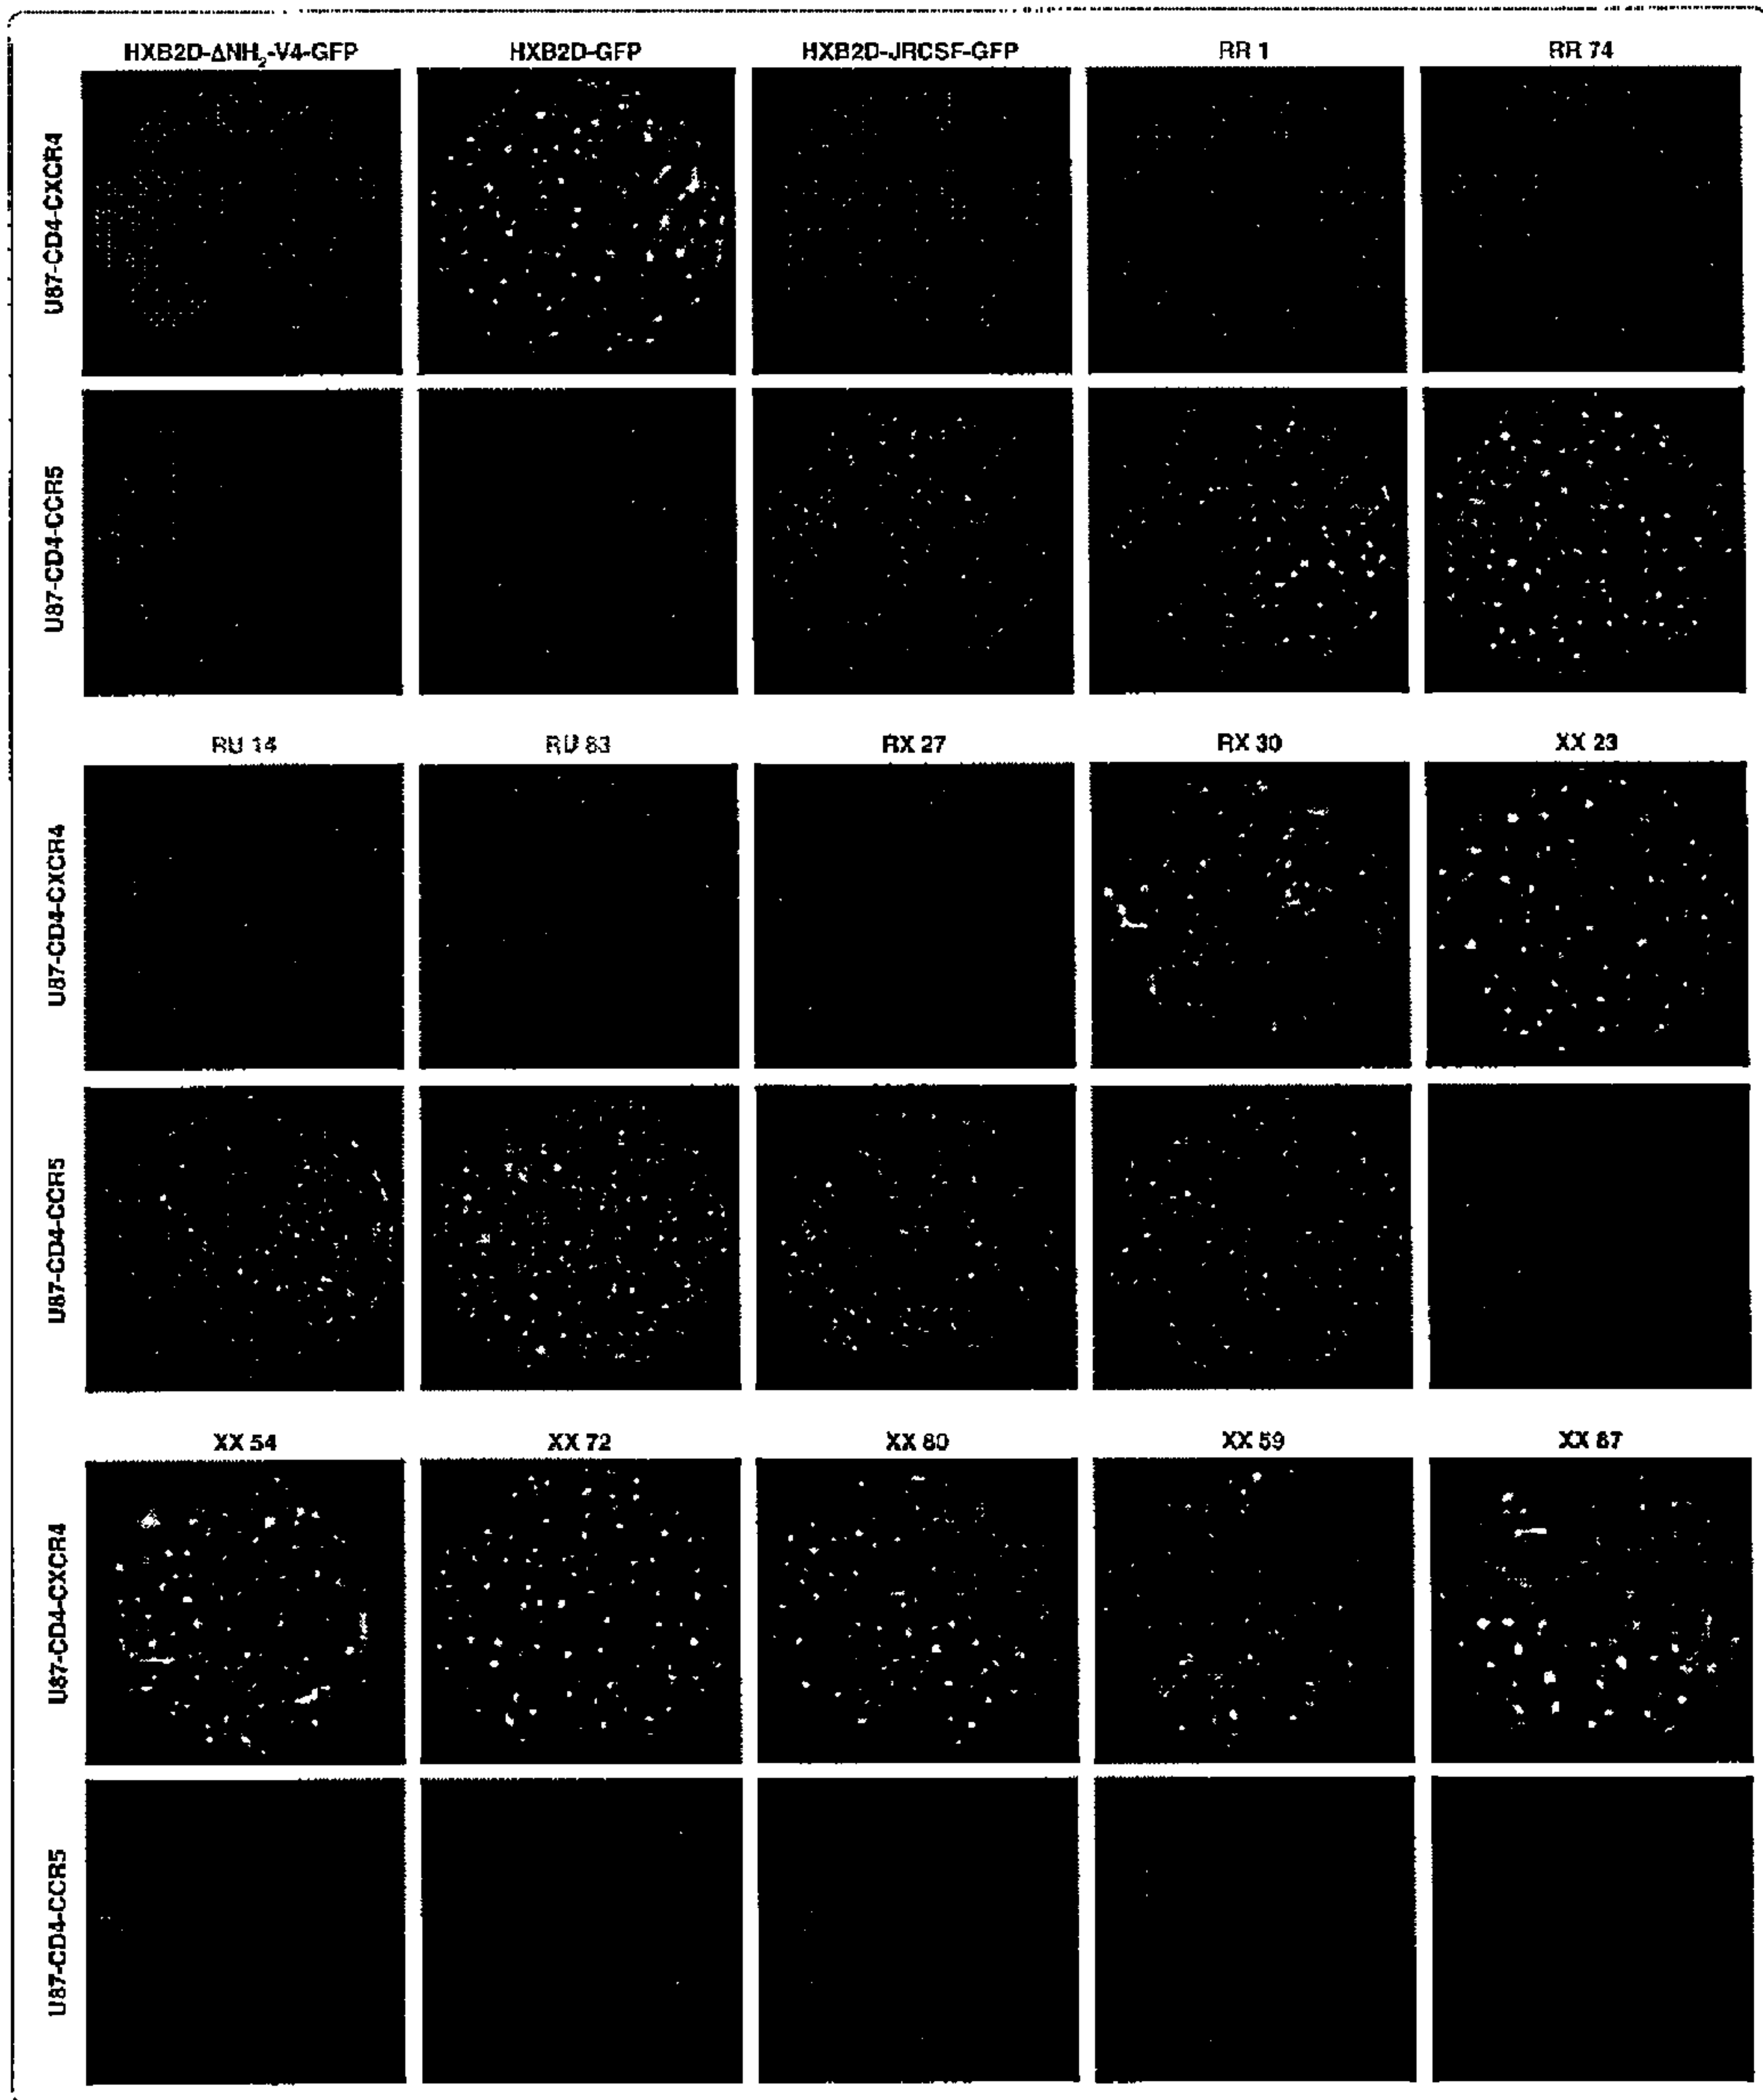 HXB2D-ΔNH₂-V4-GFP HXB2D-GFP HXB2D-JRCSF-GFP RR 1 RR 74
U87-CD4-CXCR4
U87-CD4-CCR5
RU 14 RU 83 RX 27 RX 30 XX 23
U87-CD4-CXCR4
U87-CD4-CCR5
XX 54 XX 72 XX 80 XX 59 XX 67
U87-CD4-CXCR4
U87-CD4-CCR5